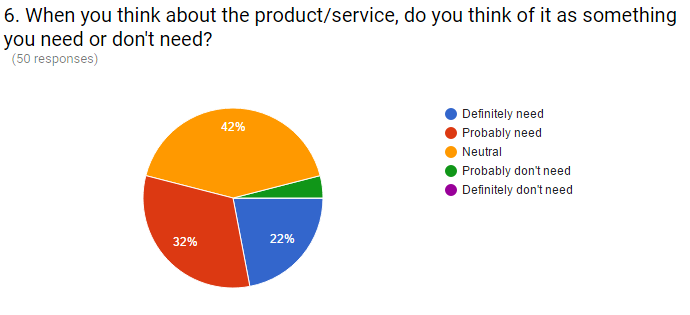 6. When you think about the product/service, do you think of it as something
you need or don't need?
(50 responses)
42%
32%
22%
Definitely need
Probably need
Neutral
Probably don't need
Definitely don't need